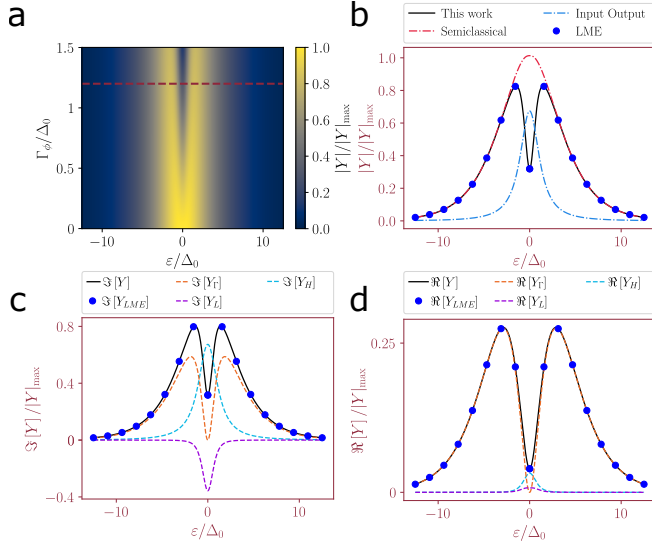 a
1.5
1
0.5
0
Γϕ/Δ0
−10
0
10
ε/Δ0
1.0
0.8
0.6
0.4
0.2
0.0
|Y|/|Y|max
b
This work
Semiclassical
Input Output
LME
1.0
0.8
0.6
0.4
0.2
0.0
|Y|/|Y|max
−10
0
10
ε/Δ0
c
ℑ [Y]
ℑ [YLME]
ℑ [YΓ]
ℑ [YL]
ℑ [YH]
0.8
0.4
0
−0.4
ℑ [Y] /|Y|max
−10
0
10
ε/Δ0
d
ℜ [Y]
ℜ [YLME]
ℜ [YΓ]
ℜ [YL]
ℜ [YH]
0.25
0
ℜ [Y] /|Y|max
−10
0
10
ε/Δ0